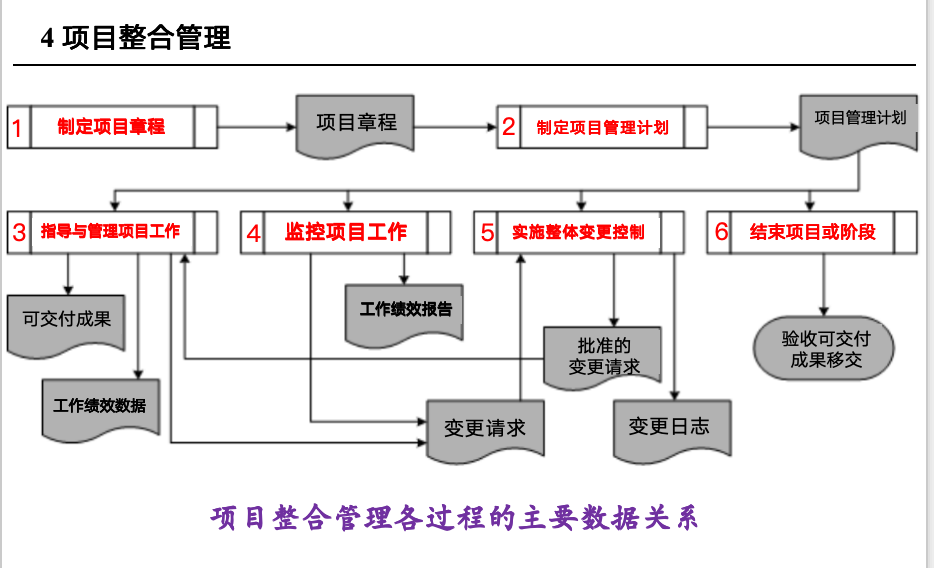 4 项目整合管理
1 制定项目章程
项目章程
2 制定项目管理计划
项目管理计划
3 指导与管理项目工作
4 监控项目工作
5 实施整体变更控制
6 结束项目或阶段
可交付成果
工作绩效报告
批准的
变更请求
验收可交付
成果移交
工作绩效数据
变更请求
变更日志
项目整合管理各过程的主要数据关系